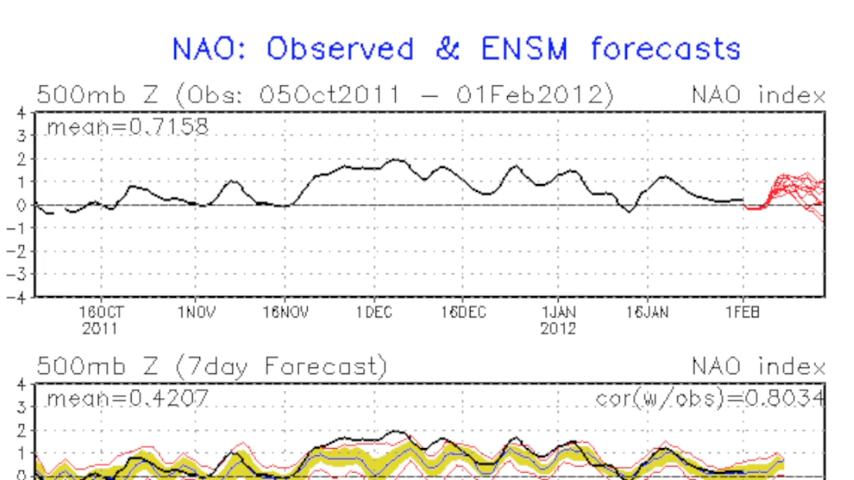 NAO: Observed & ENSM forecasts
500mb Z (Obs: 05Oct2011 – 01Feb2012) NAO index
4
mean=0.7158
3
2
1
0
-1
-2
-3
-4
16OCT 1NOV 16NOV 1DEC 16DEC 1JAN 16JAN 1FEB
2011 2012
500mb Z (7day Forecast) NAO index
4
mean=0.4207 cor(w/obs)=0.8034
3
2
1
0